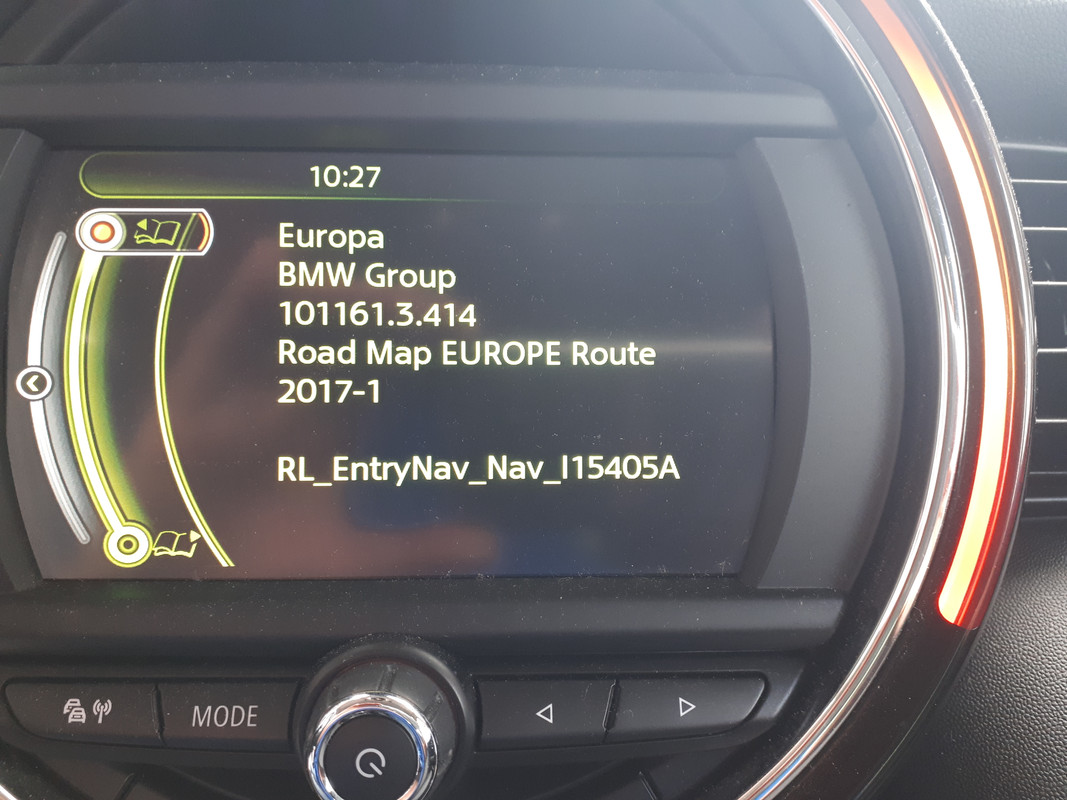 10:27
Europa
BMW Group
101161.3.414
Road Map EUROPE Route
2017-1
RL_EntryNav_Nav_I15405A
MODE